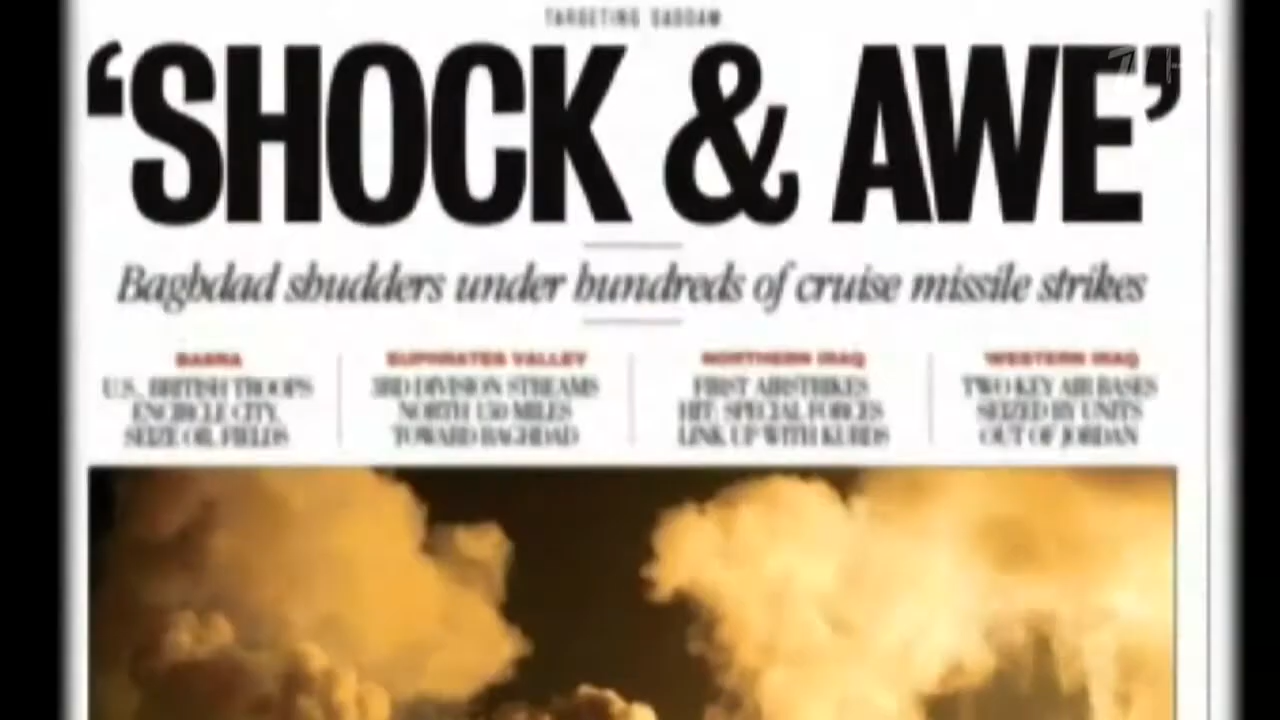 TARGETING SADDAM
‘SHOCK & AWE’
Baghdad shudders under hundreds of cruise missile strikes
BASRA
U.S., BRITISH TROOPS
ENCIRCLE CITY,
SEIZE OIL FIELDS
EUPHRATES VALLEY
3RD DIVISION STREAMS
NORTH 150 MILES
TOWARD BAGHDAD
NORTHERN IRAQ
FIRST AIRSTRIKES
HIT; SPECIAL FORCES
LINK UP WITH KURDS
WESTERN IRAQ
TWO KEY AIR BASES
SEIZED BY UNITS
OUT OF JORDAN